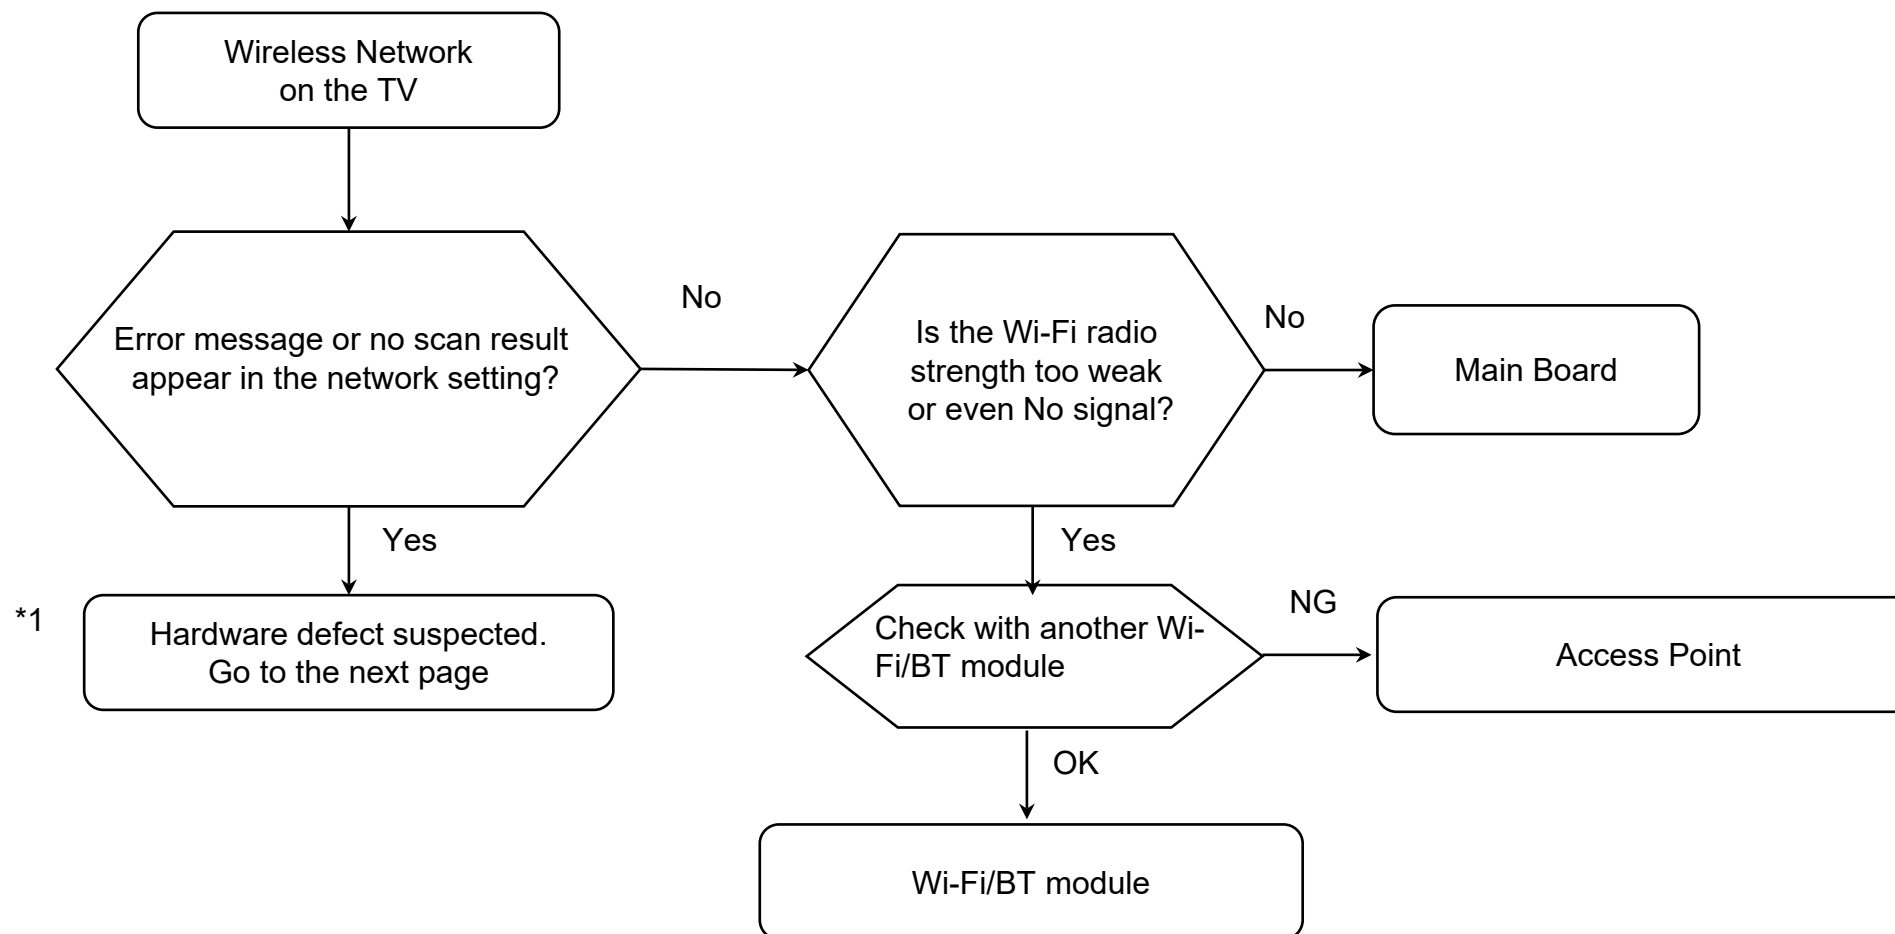 Wireless Network
on the TV
Error message or no scan result
appear in the network setting?
No
Is the Wi-Fi radio
strength too weak
or even No signal?
No
Main Board
Yes
Yes
*1
Hardware defect suspected.
Go to the next page
Check with another Wi-
Fi/BT module
NG
Access Point
OK
Wi-Fi/BT module